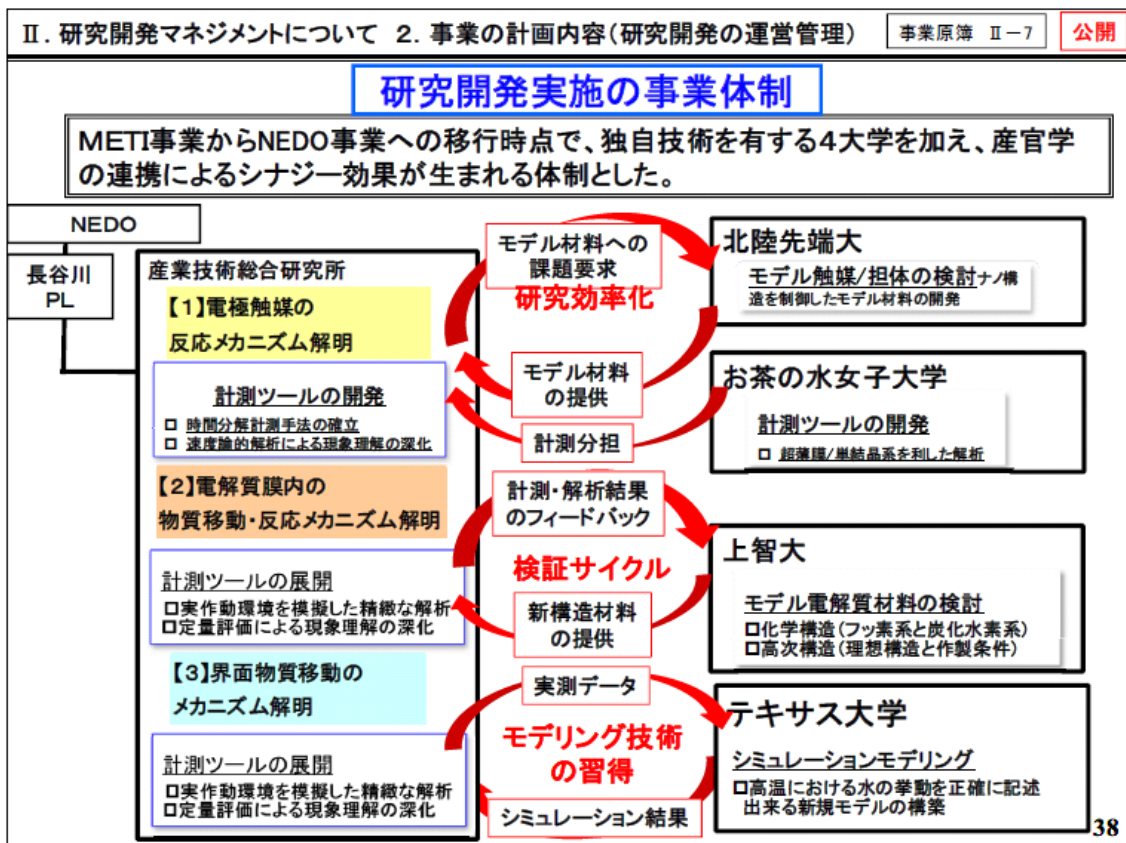 Ⅱ. 研究開発マネジメントについて 2. 事業の計画内容(研究開発の運営管理)
事業原簿 Ⅱ-7
公開
研究開発実施の事業体制
METI事業からNEDO事業への移行時点で、独自技術を有する4大学を加え、産官学
の連携によるシナジー効果が生まれる体制とした。
NEDO
長谷川
PL
産業技術総合研究所
【1】電極触媒の
反応メカニズム解明
計測ツールの開発
□ 時間分解計測手法の確立
□ 速度論的解析による現象理解の深化
【2】電解質膜内の
物質移動・反応メカニズム解明
計測ツールの展開
□実作動環境を模擬した精緻な解析
□定量評価による現象理解の深化
【3】界面物質移動の
メカニズム解明
計測ツールの展開
□実作動環境を模擬した精緻な解析
□定量評価による現象理解の深化
モデル材料への
課題要求
研究効率化
モデル材料
の提供
計測分担
計測・解析結果
のフィードバック
検証サイクル
新構造材料
の提供
実測データ
モデリング技術
の習得
シミュレーション結果
北陸先端大
モデル触媒/担体の検討ナノ構
造を制御したモデル材料の開発
お茶の水女子大学
計測ツールの開発
□ 超薄膜/単結晶系を利した解析
上智大
モデル電解質材料の検討
□化学構造(フッ素系と炭化水素系)
□高次構造(理想構造と作製条件)
テキサス大学
シミュレーションモデリング
□高温における水の挙動を正確に記述
出来る新規モデルの構築
38